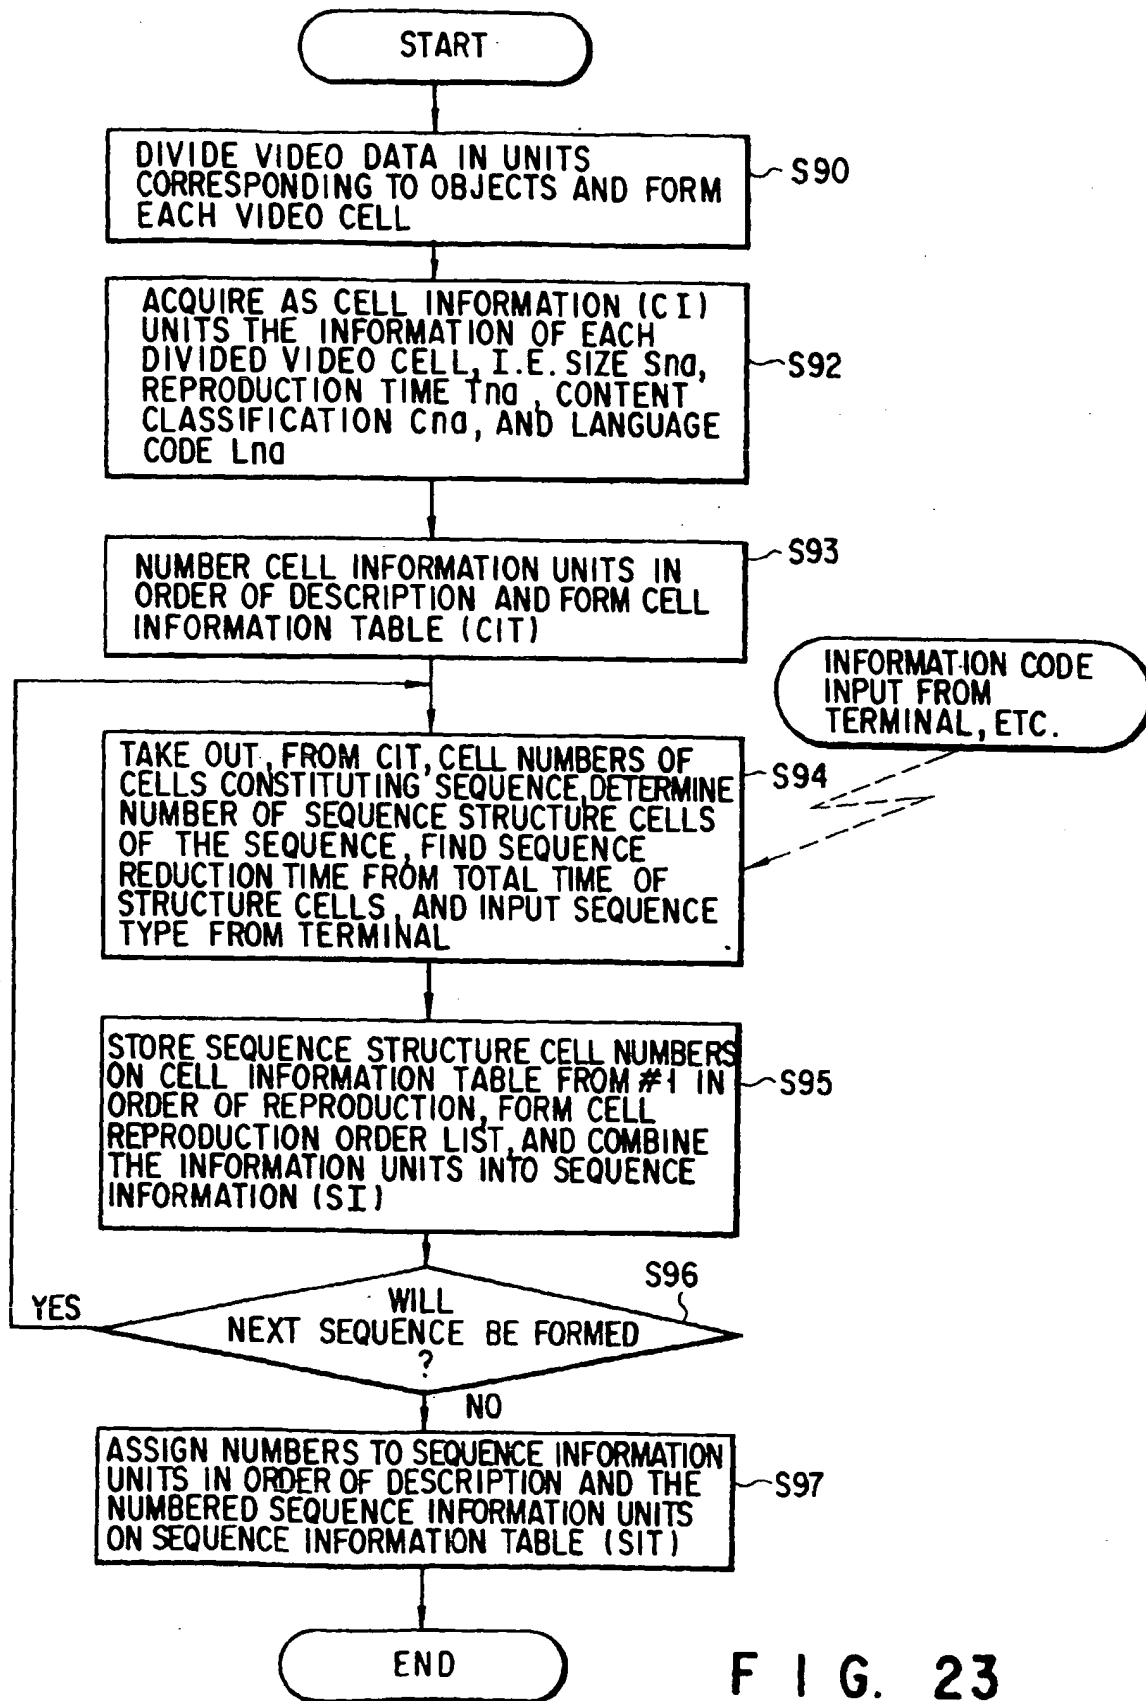 START
DIVIDE VIDEO DATA IN UNITS
CORRESPONDING TO OBJECTS AND FORM
EACH VIDEO CELL
S90
ACQUIRE AS CELL INFORMATION (CI)
UNITS THE INFORMATION OF EACH
DIVIDED VIDEO CELL, I.E. SIZE Sna,
REPRODUCTION TIME Tna, CONTENT
CLASSIFICATION Cna, AND LANGUAGE
CODE Lna
S92
NUMBER CELL INFORMATION UNITS IN
ORDER OF DESCRIPTION AND FORM CELL
INFORMATION TABLE (CIT)
S93
INFORMATION CODE
INPUT FROM
TERMINAL, ETC.
TAKE OUT, FROM CIT, CELL NUMBERS OF
CELLS CONSTITUTING SEQUENCE, DETERMINE
NUMBER OF SEQUENCE STRUCTURE CELLS
OF THE SEQUENCE, FIND SEQUENCE
REDUCTION TIME FROM TOTAL TIME OF
STRUCTURE CELLS, AND INPUT SEQUENCE
TYPE FROM TERMINAL
S94
STORE SEQUENCE STRUCTURE CELL NUMBERS
ON CELL INFORMATION TABLE FROM #1 IN
ORDER OF REPRODUCTION, FORM CELL
REPRODUCTION ORDER LIST, AND COMBINE
THE INFORMATION UNITS INTO SEQUENCE
INFORMATION (SI)
S95
S96
YES
WILL
NEXT SEQUENCE BE FORMED
?
NO
ASSIGN NUMBERS TO SEQUENCE INFORMATION
UNITS IN ORDER OF DESCRIPTION AND THE
NUMBERED SEQUENCE INFORMATION UNITS
ON SEQUENCE INFORMATION TABLE (SIT)
S97
END
FIG. 23